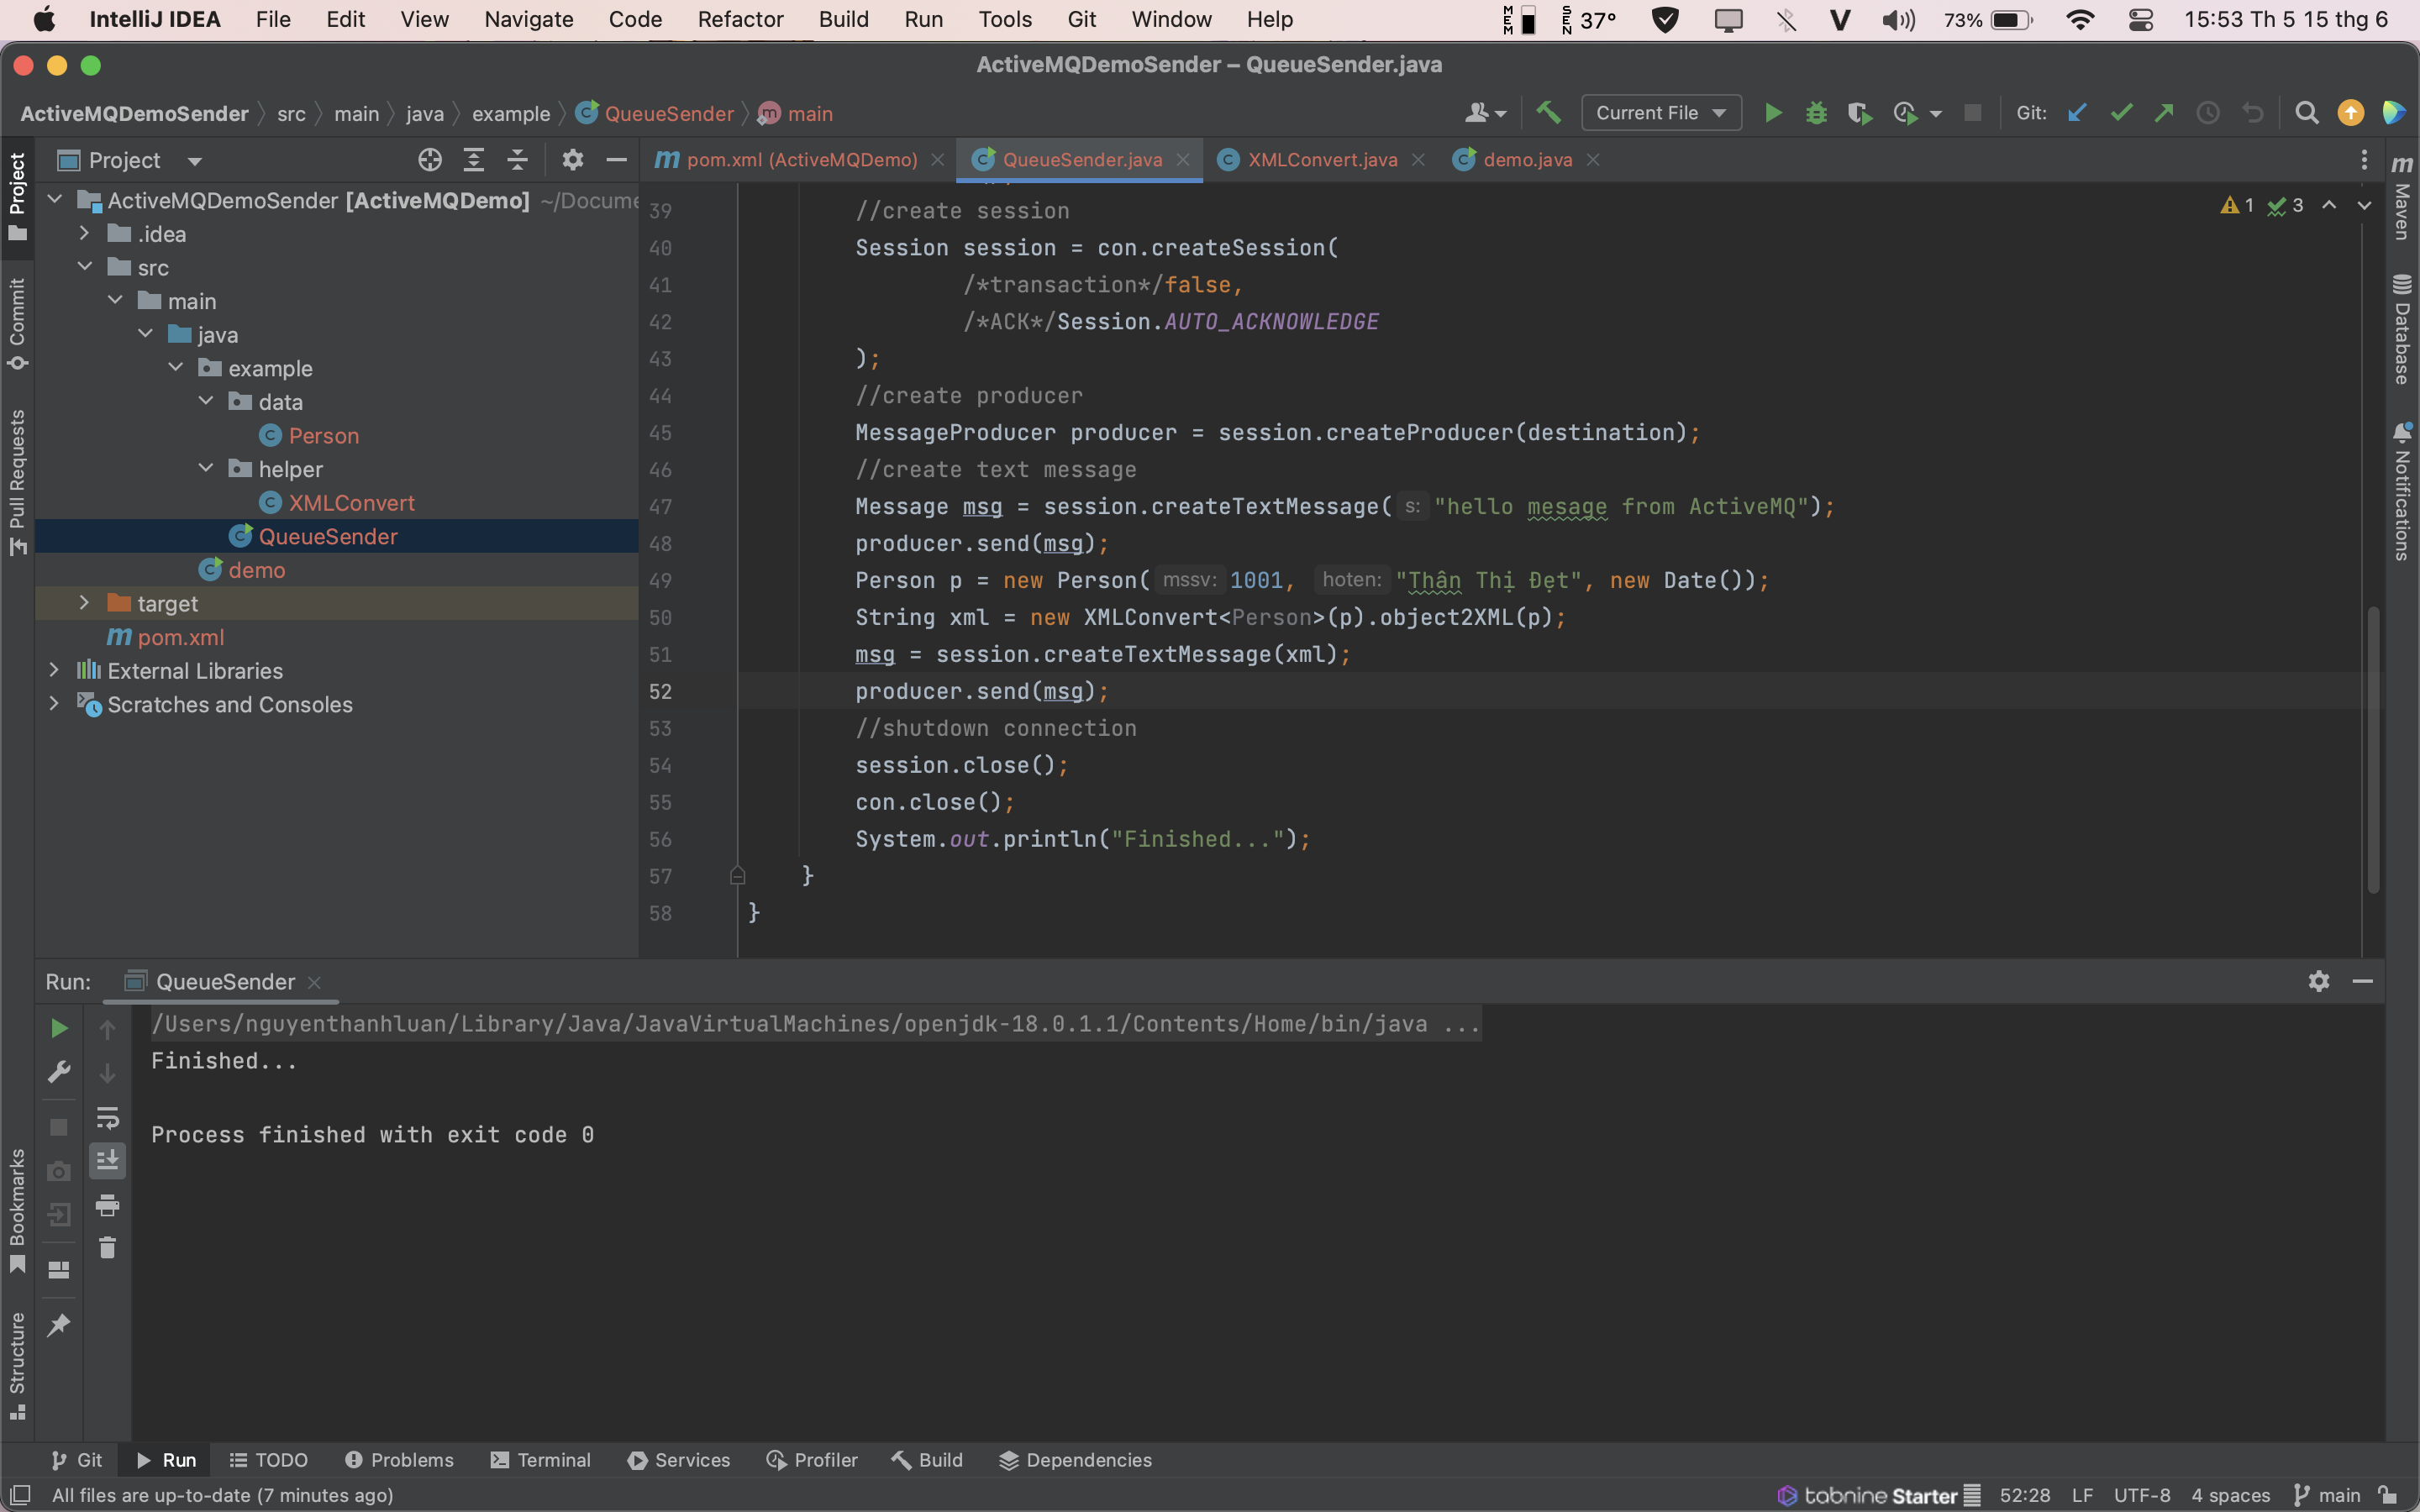 IntelliJ IDEA File Edit View Navigate Code Refactor Build Run Tools Git Window Help MEM SEN 37° V 73% 15:53 Th 5 15 thg 6
ActiveMQDemoSender – QueueSender.java
ActiveMQDemoSender src main java example QueueSender main Current File Git:
Project pom.xml (ActiveMQDemo) QueueSender.java XMLConvert.java demo.java
ActiveMQDemoSender [ActiveMQDemo] ~/Docume
.idea
src
main
java
example
data
Person
helper
XMLConvert
QueueSender
demo
target
pom.xml
External Libraries
Scratches and Consoles
1 3
39 //create session
40 Session session = con.createSession(
41 /*transaction*/false,
42 /*ACK*/Session.AUTO_ACKNOWLEDGE
43 );
44 //create producer
45 MessageProducer producer = session.createProducer(destination);
46 //create text message
47 Message msg = session.createTextMessage( s: "hello mesage from ActiveMQ");
48 producer.send(msg);
49 Person p = new Person( mssv: 1001, hoten: "Thân Thị Đẹt", new Date());
50 String xml = new XMLConvert<Person>(p).object2XML(p);
51 msg = session.createTextMessage(xml);
52 producer.send(msg);
53 //shutdown connection
54 session.close();
55 con.close();
56 System.out.println("Finished...");
57 }
58 }
Project
Commit
Pull Requests
Bookmarks
Structure
Maven
Database
Notifications
Run: QueueSender
/Users/nguyenthanhluan/Library/Java/JavaVirtualMachines/openjdk-18.0.1.1/Contents/Home/bin/java ...
Finished...
Process finished with exit code 0
Git Run TODO Problems Terminal Services Profiler Build Dependencies
All files are up-to-date (7 minutes ago) tabnine Starter 52:28 LF UTF-8 4 spaces main